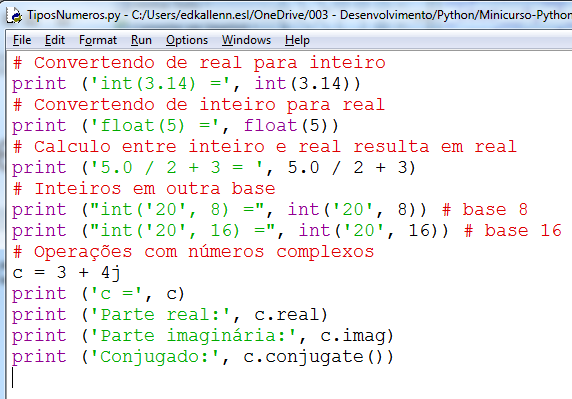 TiposNumeros.py - C:/Users/edkallenn.esl/OneDrive/003 - Desenvolvimento/Python/Minicurso-Python
File Edit Format Run Options Windows Help
# Convertendo de real para inteiro
print ('int(3.14) =', int(3.14))
# Convertendo de inteiro para real
print ('float(5) =', float(5))
# Calculo entre inteiro e real resulta em real
print ('5.0 / 2 + 3 = ', 5.0 / 2 + 3)
# Inteiros em outra base
print ("int('20', 8) =", int('20', 8)) # base 8
print ("int('20', 16) =", int('20', 16)) # base 16
# Operações com números complexos
c = 3 + 4j
print ('c =', c)
print ('Parte real:', c.real)
print ('Parte imaginária:', c.imag)
print ('Conjugado:', c.conjugate())